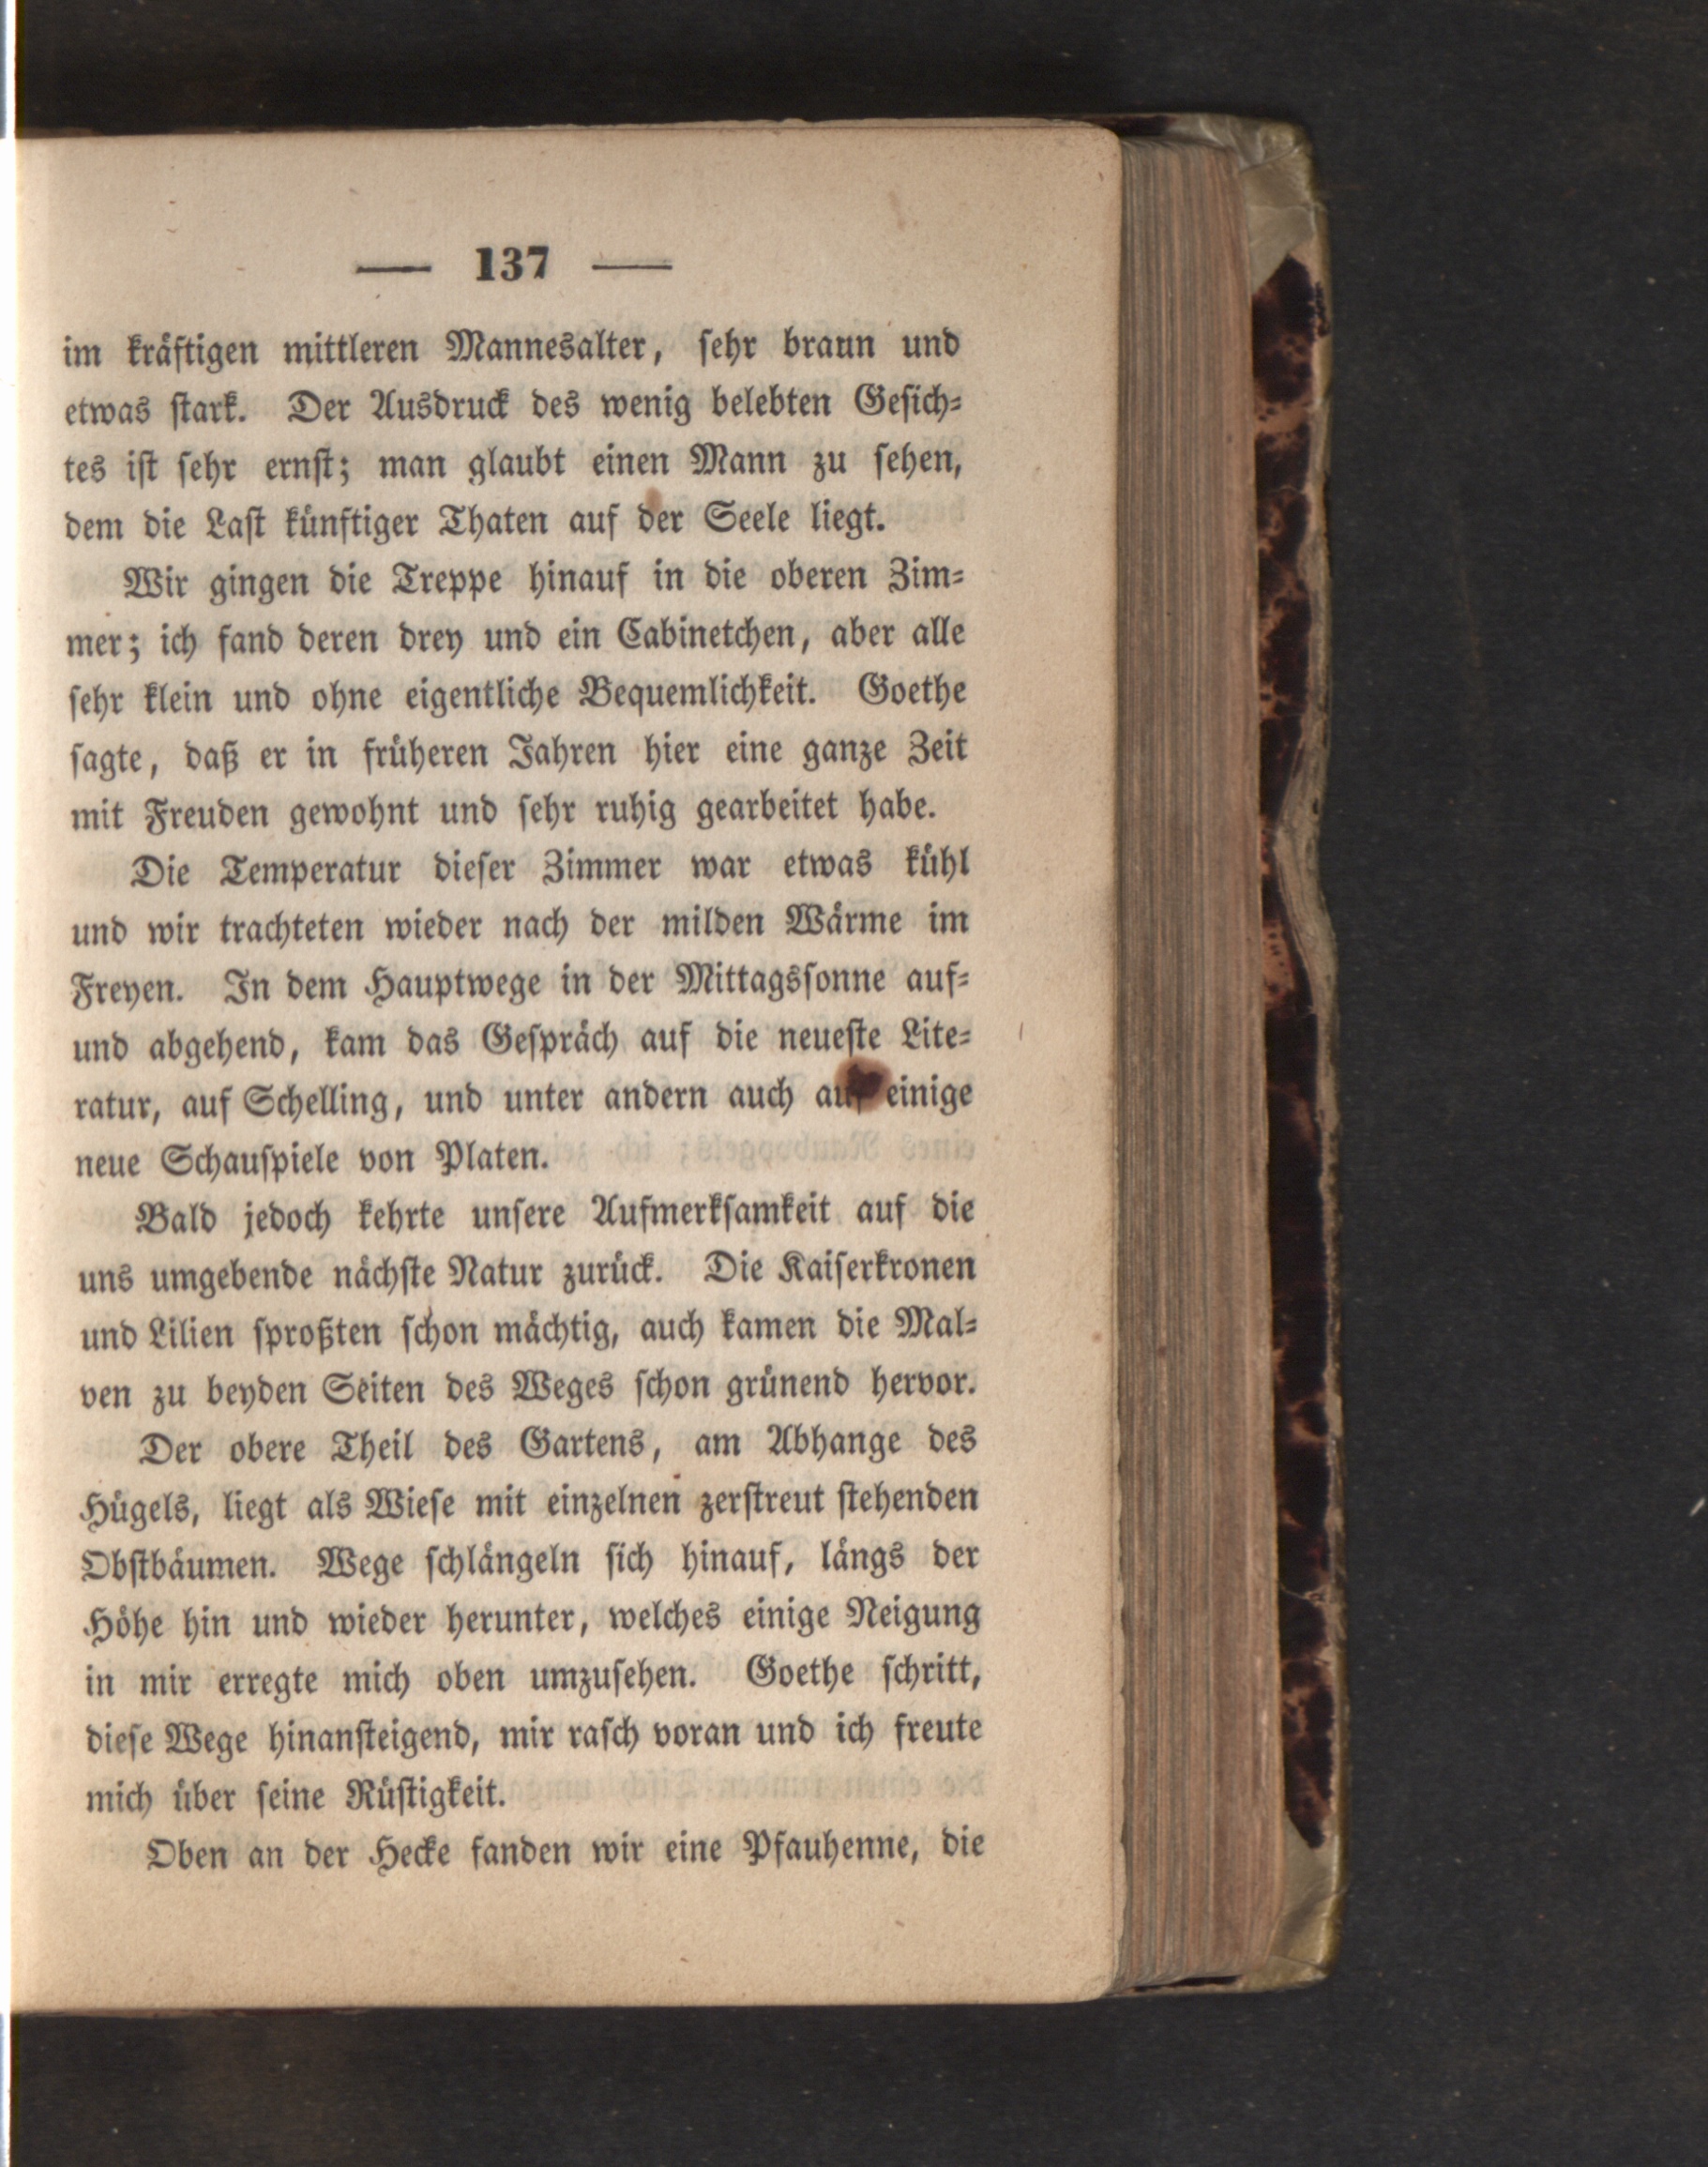 — 137 —
im kräftigen mittleren Mannesalter, sehr braun und
etwas stark. Der Ausdruck des wenig belebten Gesich-
tes ist sehr ernst; man glaubt einen Mann zu sehen,
dem die Last künftiger Thaten auf der Seele liegt.
Wir gingen die Treppe hinauf in die oberen Zim-
mer; ich fand deren drey und ein Cabinetchen, aber alle
sehr klein und ohne eigentliche Bequemlichkeit. Goethe
sagte, daß er in früheren Jahren hier eine ganze Zeit
mit Freuden gewohnt und sehr ruhig gearbeitet habe.
Die Temperatur dieser Zimmer war etwas kühl
und wir trachteten wieder nach der milden Wärme im
Freyen. In dem Hauptwege in der Mittagssonne auf-
und abgehend, kam das Gespräch auf die neueste Lite-
ratur, auf Schelling, und unter andern auch auf einige
neue Schauspiele von Platen.
Bald jedoch kehrte unsere Aufmerksamkeit auf die
uns umgebende nächste Natur zurück. Die Kaiserkronen
und Lilien sproßten schon mächtig, auch kamen die Mal-
ven zu beyden Seiten des Weges schon grünend hervor.
Der obere Theil des Gartens, am Abhange des
Hügels, liegt als Wiese mit einzelnen zerstreut stehenden
Obstbäumen. Wege schlängeln sich hinauf, längs der
Höhe hin und wieder herunter, welches einige Neigung
in mir erregte mich oben umzusehen. Goethe schritt,
diese Wege hinansteigend, mir rasch voran und ich freute
mich über seine Rüstigkeit.
Oben an der Hecke fanden wir eine Pfauhenne, die